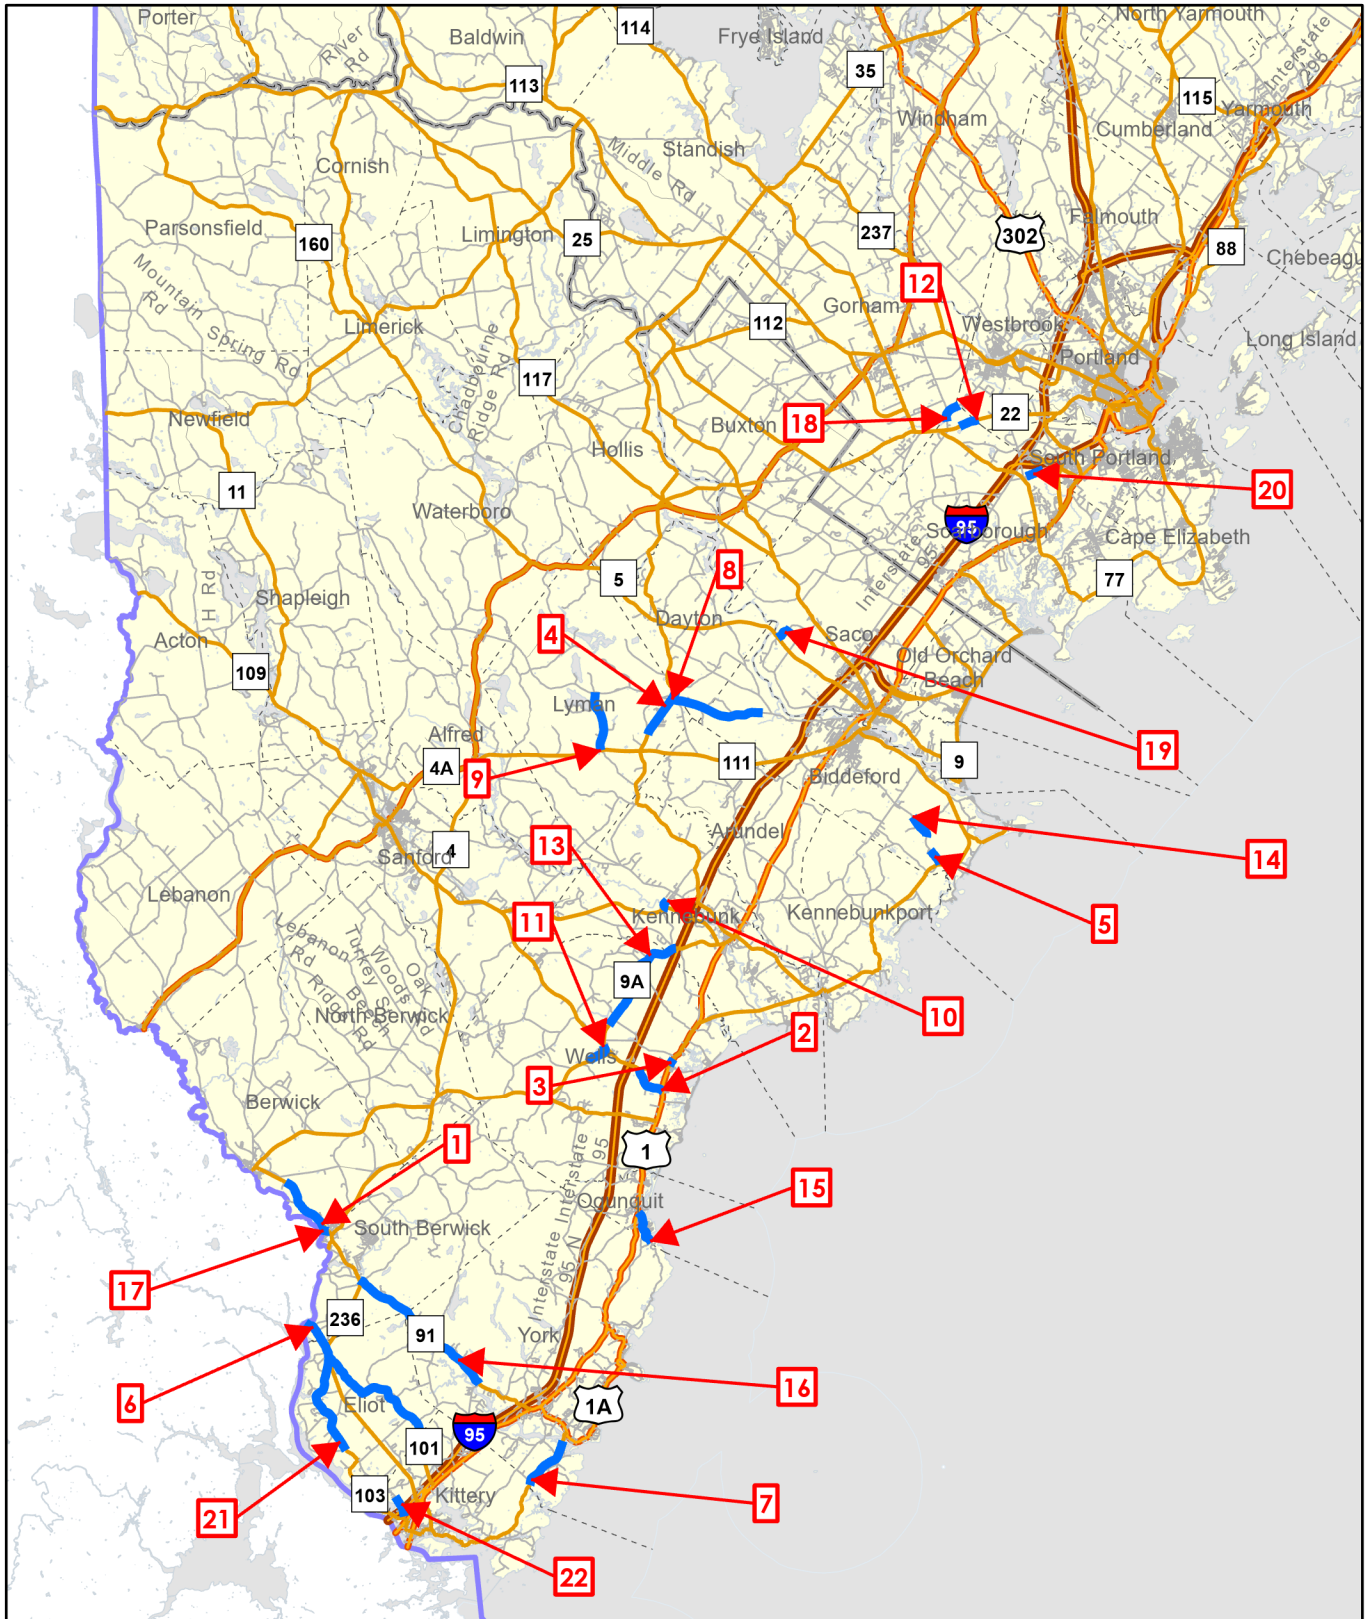 Porter
River
Rd
Baldwin
114
Frye Island
North Yarmouth
Interstate
295
35
113
115
Yarmouth
Windham
Cumberland
Middle Rd
Standish
Cornish
Parsonsfield
160
Limington
25
237
302
Falmouth
88
Chebeagu
Mountain Spring Rd
Rd
12
Gorham
112
Limerick
Westbrook
Long Island
Portland
Chadbourne
Ridge Rd
117
Newfield
18
22
Buxton
Hollis
South Portland
11
20
Waterboro
95
Scarborough
Interstate
95
Cape Elizabeth
5
8
77
H Rd
Shapleigh
4
Dayton
Saco
Acton
Old Orchard
Beach
109
Lyman
Alfred
19
4A
9
111
9
Biddeford
Arundel
13
4
Sanford
14
Lebanon
11
Kennebunk
Kennebunkport
5
Lebanon
Rd
Turkey
Woods
Oak
Ridge
Rd
9A
North Berwick
10
2
Wells
3
Berwick
1
1
Interstate
95 N
Interstate
95
15
Ogunquit
South Berwick
17
236
91
York
6
16
Eliot
1A
95
101
103
Kittery
21
7
22